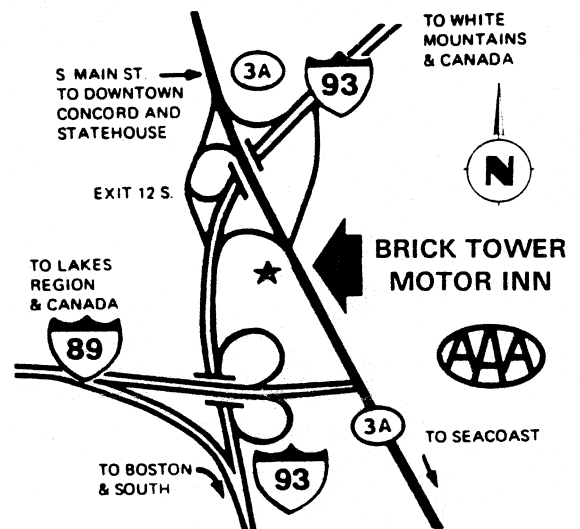 TO WHITE
MOUNTAINS
& CANADA
S MAIN ST.
TO DOWNTOWN
CONCORD AND
STATEHOUSE
3A
93
N
EXIT 12 S.
BRICK TOWER
MOTOR INN
TO LAKES
REGION
& CANADA
89
AAA
3A
TO SEACOAST
TO BOSTON
& SOUTH
93